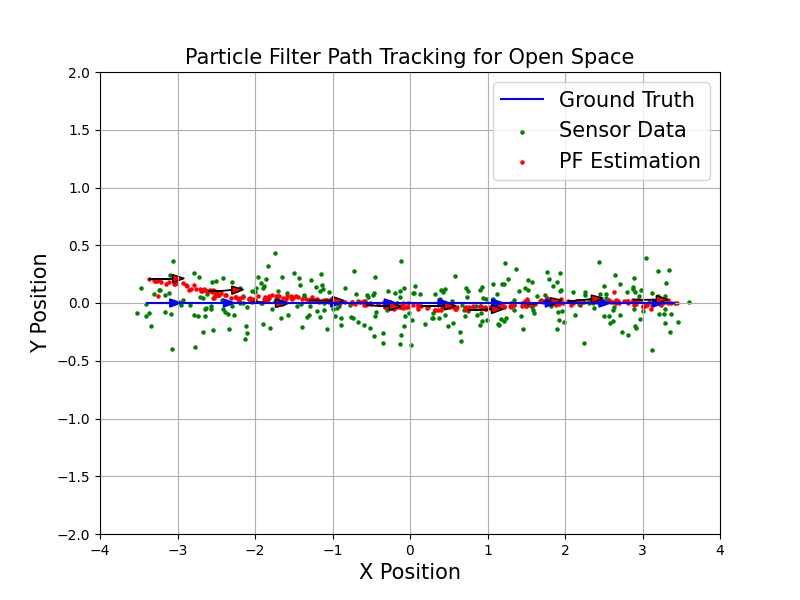 Particle Filter Path Tracking for Open Space
2.0
1.5
1.0
0.5
0.0
−0.5
−1.0
−1.5
−2.0
Y Position
Ground Truth
Sensor Data
PF Estimation
−4 −3 −2 −1 0 1 2 3 4
X Position